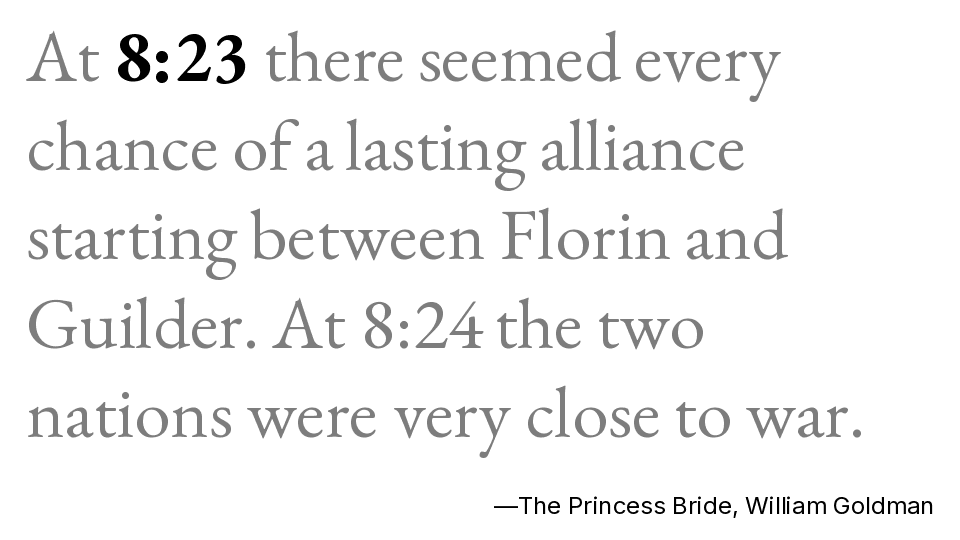 At 8:23 there seemed every
chance of a lasting alliance
starting between Florin and
Guilder. At 8:24 the two
nations were very close to war.
—The Princess Bride, William Goldman